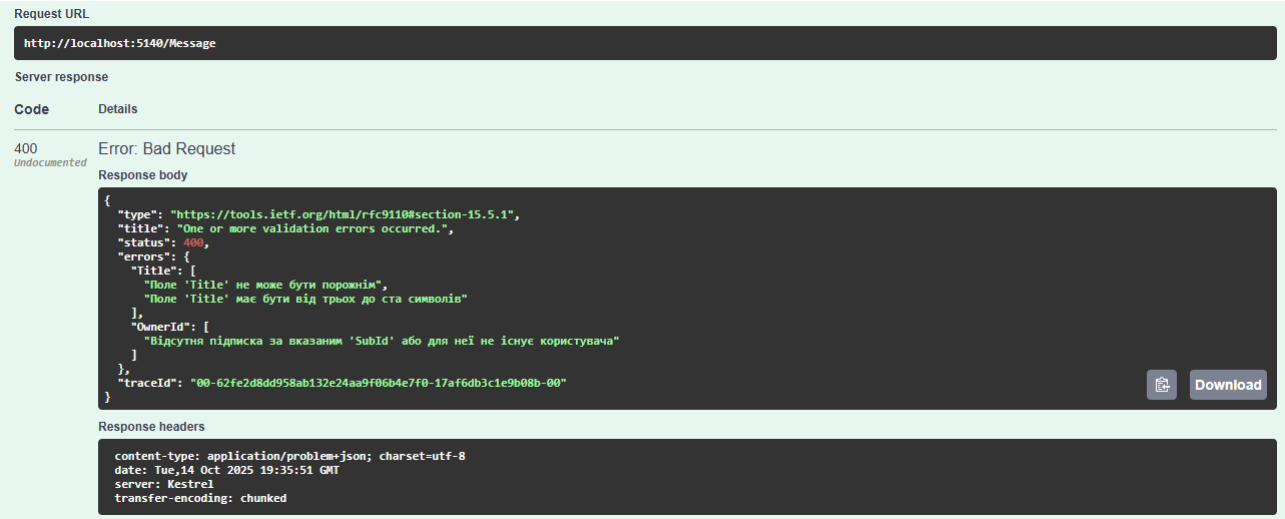 Request URL
http://localhost:5140/Message
Server response
Code Details
400 Error: Bad Request
Undocumented
Response body
{
"type": "https://tools.ietf.org/html/rfc9110#section-15.5.1",
"title": "One or more validation errors occurred.",
"status": 400,
"errors": {
"Title": [
"Поле 'Title' не може бути порожнім",
"Поле 'Title' має бути від трьох до ста символів"
],
"OwnerId": [
"Відсутня підписка за вказаним 'SubId' або для неї не існує користувача"
]
},
"traceId": "00-62fe2d8dd958ab132e24aa9f06b4e7f0-17af6db3c1e9b08b-00"
}
Download
Response headers
content-type: application/problem+json; charset=utf-8
date: Tue,14 Oct 2025 19:35:51 GMT
server: Kestrel
transfer-encoding: chunked